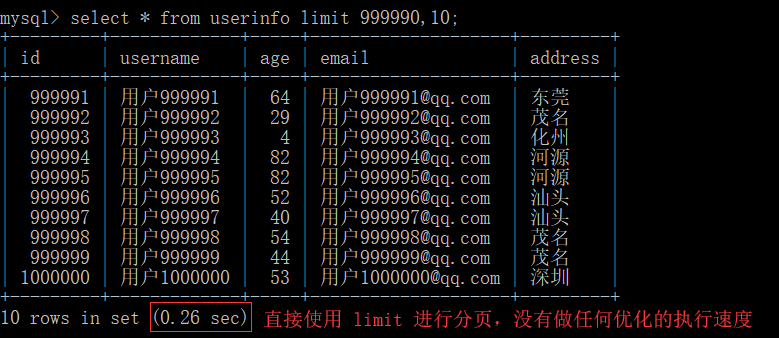 mysql> select * from userinfo limit 999990,10;
+---------+-------------+-----+-------------------+---------+
| id      | username    | age | email             | address |
+---------+-------------+-----+-------------------+---------+
|  999991 | 用户999991  |  64 | 用户999991@qq.com  | 东莞    |
|  999992 | 用户999992  |  29 | 用户999992@qq.com  | 茂名    |
|  999993 | 用户999993  |   4 | 用户999993@qq.com  | 化州    |
|  999994 | 用户999994  |  82 | 用户999994@qq.com  | 河源    |
|  999995 | 用户999995  |  82 | 用户999995@qq.com  | 河源    |
|  999996 | 用户999996  |  52 | 用户999996@qq.com  | 汕头    |
|  999997 | 用户999997  |  40 | 用户999997@qq.com  | 汕头    |
|  999998 | 用户999998  |  54 | 用户999998@qq.com  | 茂名    |
|  999999 | 用户999999  |  44 | 用户999999@qq.com  | 茂名    |
| 1000000 | 用户1000000 |  53 | 用户1000000@qq.com | 深圳    |
+---------+-------------+-----+-------------------+---------+
10 rows in set (0.26 sec) 直接使用 limit 进行分页，没有做任何优化的执行速度